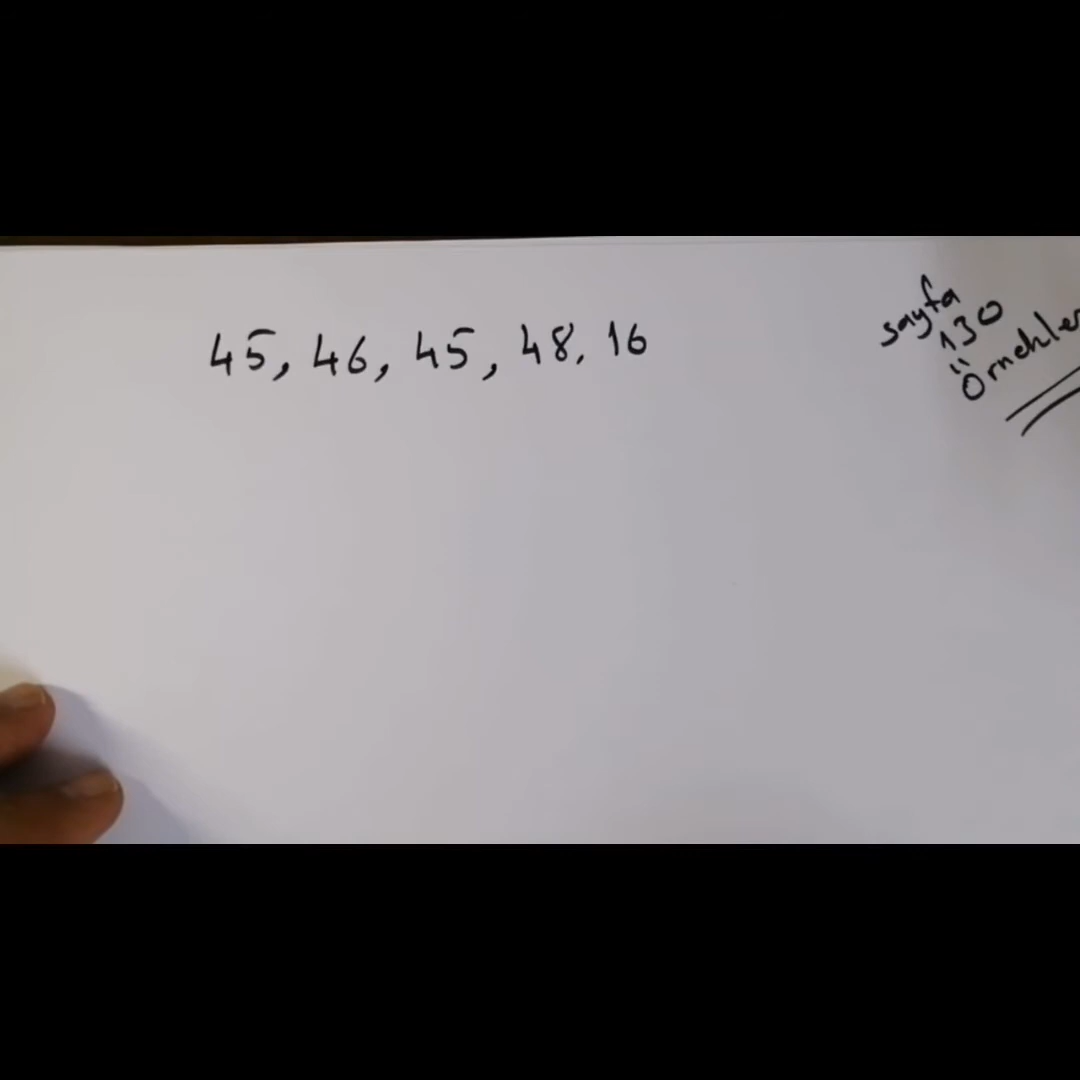 45, 46, 45, 48, 16
sayfa
130
Örnekler